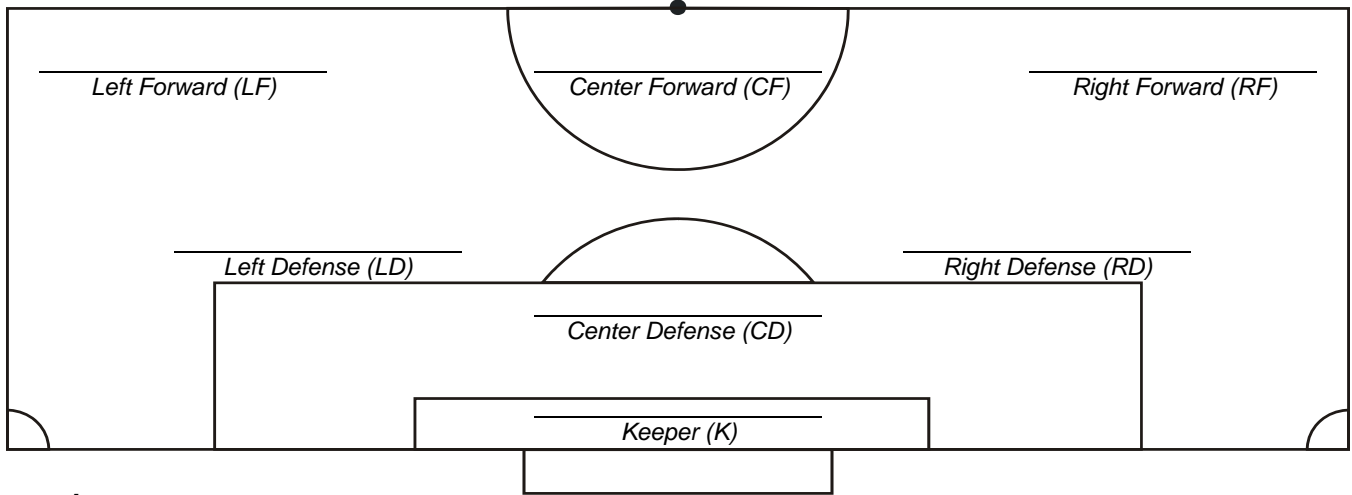 Left Forward (LF)
Center Forward (CF)
Right Forward (RF)
Left Defense (LD)
Right Defense (RD)
Center Defense (CD)
Keeper (K)